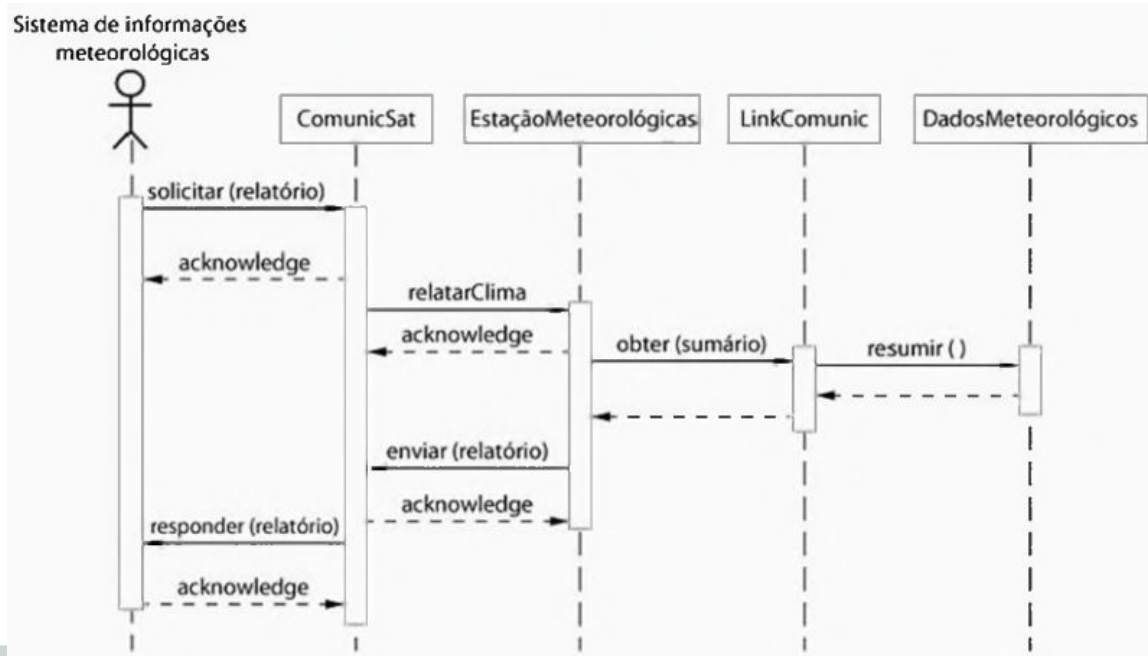 Sistema de informações
meteorológicas
ComunicSat
EstaçãoMeteorológicas
LinkComunic
DadosMeteorológicos
solicitar (relatório)
acknowledge
relatarClima
acknowledge
obter (sumário)
resumir ( )
enviar (relatório)
acknowledge
responder (relatório)
acknowledge